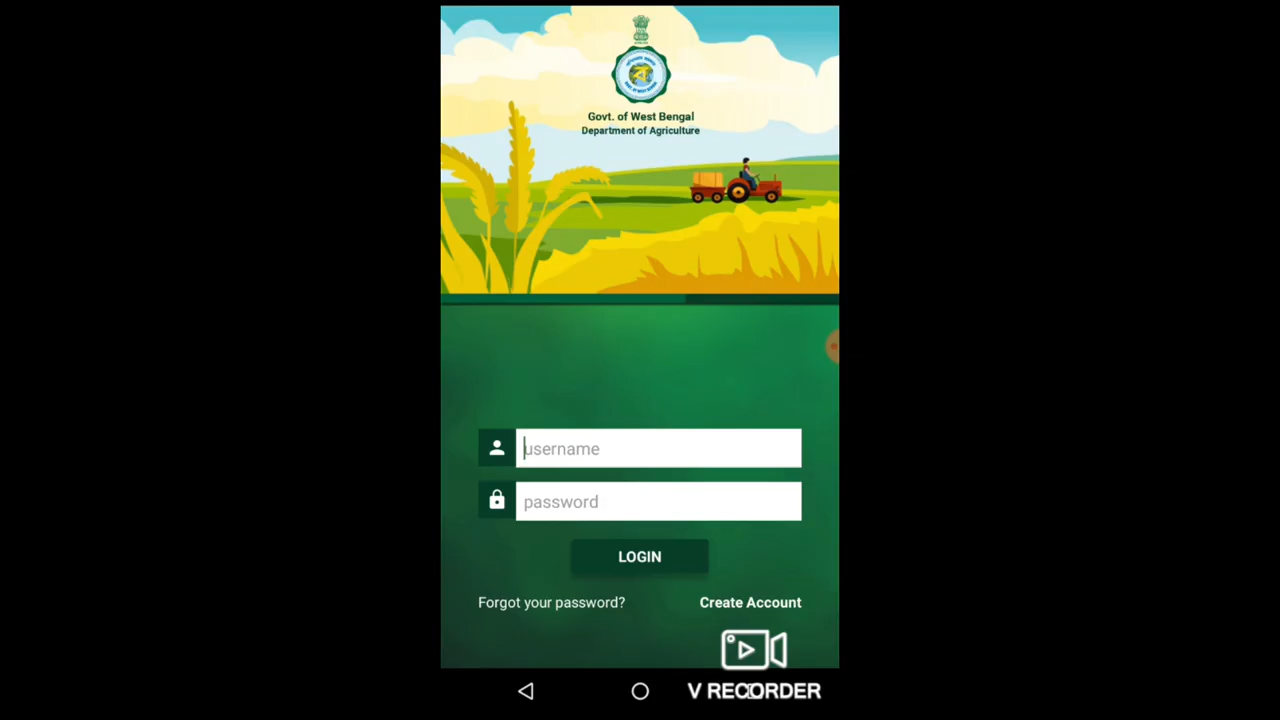 Govt. of West Bengal
Department of Agriculture
username
password
LOGIN
Forgot your password?
Create Account
V RECORDER